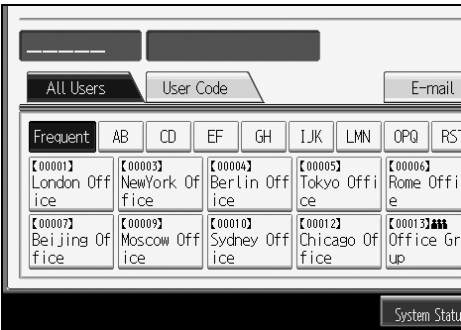 _____
All Users User Code E-mail
Frequent AB CD EF GH IJK LMN OPQ RST
【00001】 【00003】 【00004】 【00005】 【00006】
London Off NewYork Of Berlin Off Tokyo Offi Rome Offi
ice ffice ice ce e
【00007】 【00009】 【00010】 【00012】 【00013】
Beijing Of Moscow Off Sydney Off Chicago Of Office Gr
fice ice ice fice up
System Statu